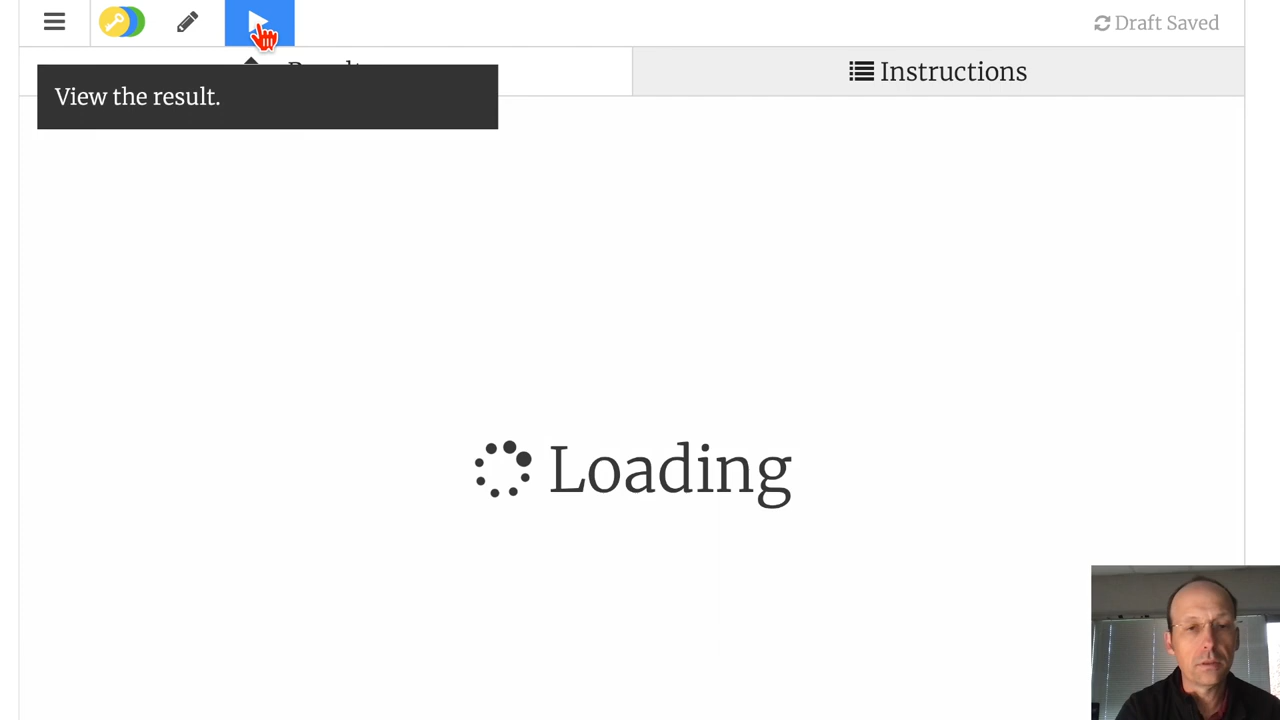 Draft Saved
Instructions
View the result.
Loading